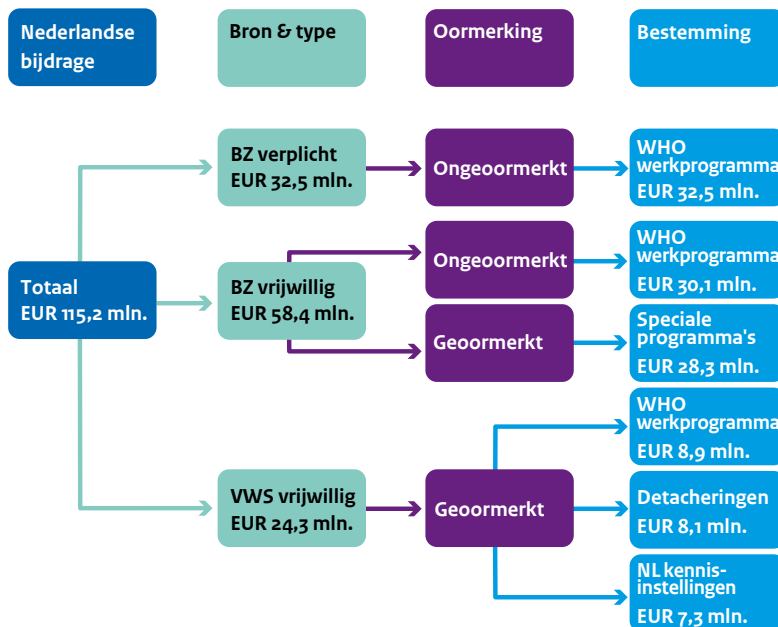 Nederlandse
bijdrage
Bron & type
Oormerking
Bestemming
BZ verplicht
EUR 32,5 mln.
Ongeoormerkt
WHO
werkprogramma
EUR 32,5 mln.
Totaal
EUR 115,2 mln.
BZ vrijwillig
EUR 58,4 mln.
Ongeoormerkt
WHO
werkprogramma
EUR 30,1 mln.
Geoormerkt
Speciale
programma's
EUR 28,3 mln.
VWS vrijwillig
EUR 24,3 mln.
Geoormerkt
WHO
werkprogramma
EUR 8,9 mln.
Detacheringen
EUR 8,1 mln.
NL kennis-
instellingen
EUR 7,3 mln.